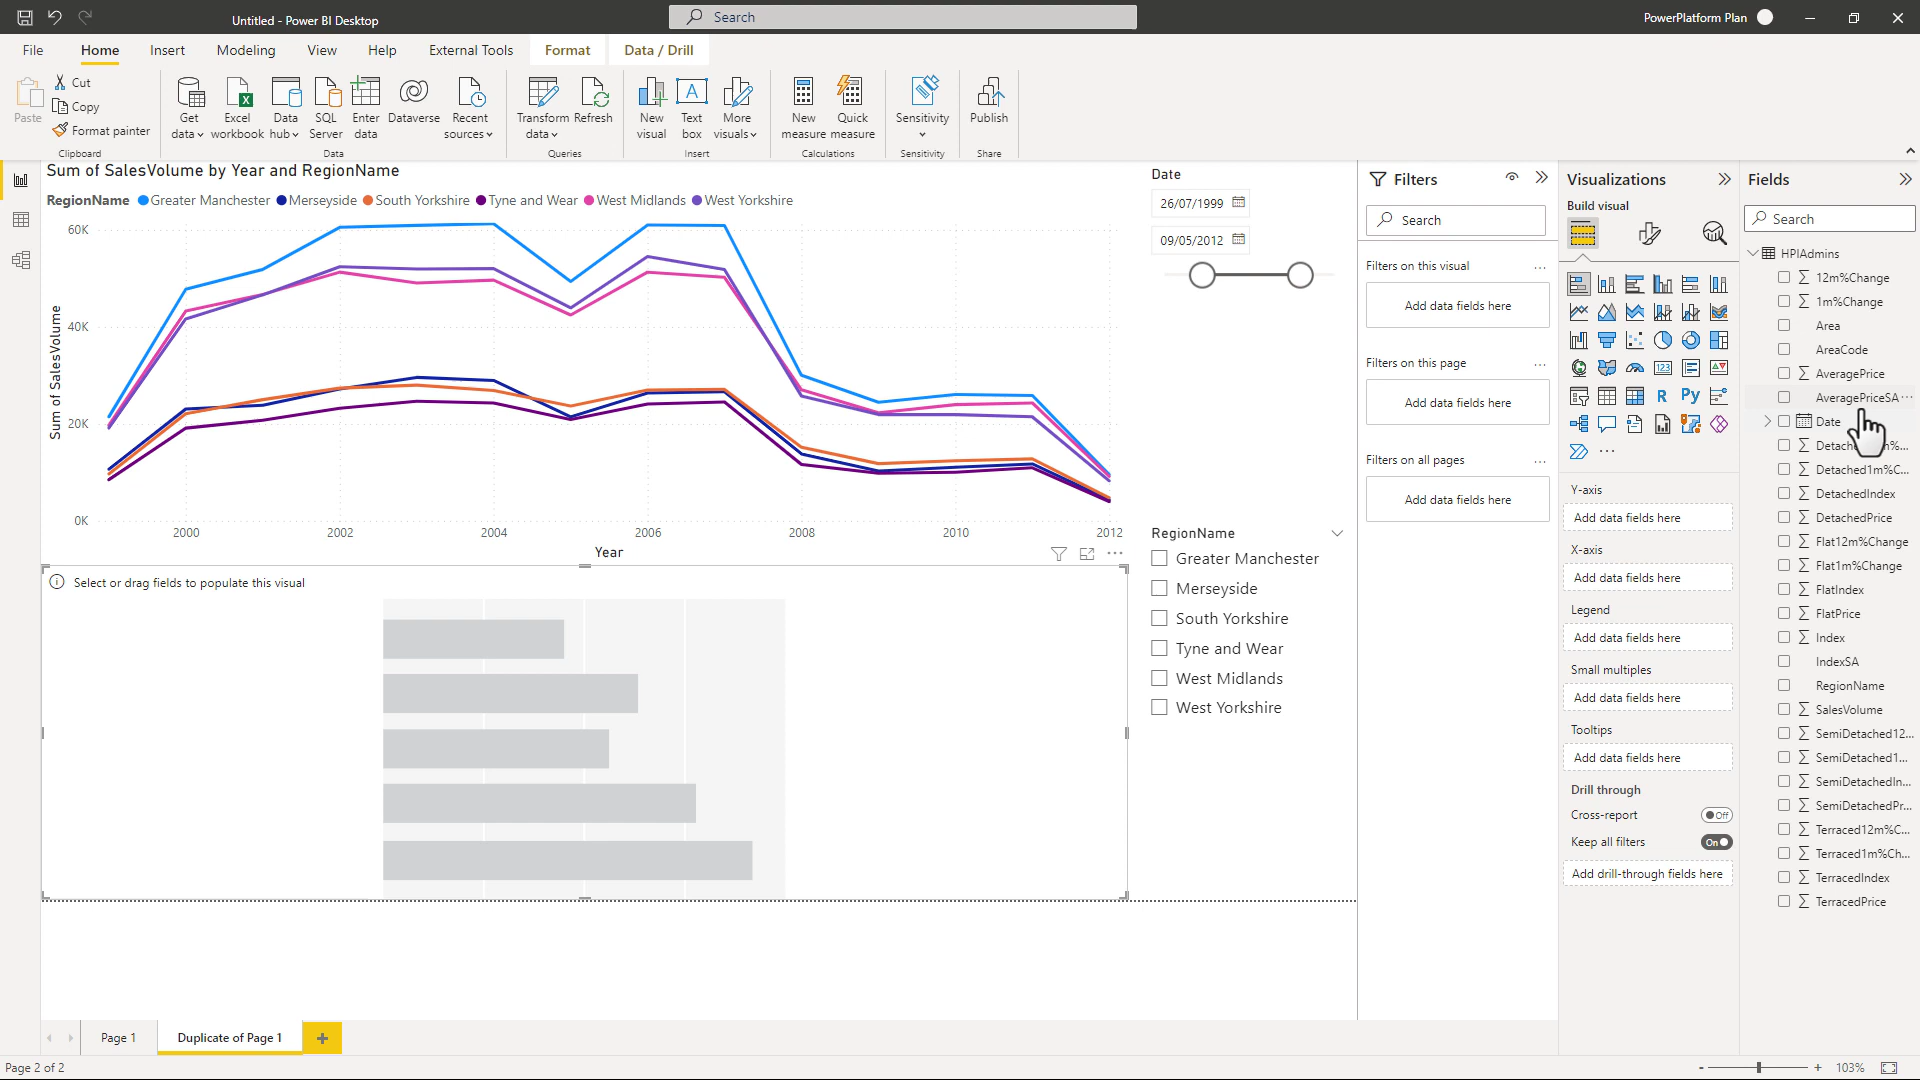 Untitled - Power BI Desktop
Search
PowerPlatform Plan
File
Home
Insert
Modeling
View
Help
External Tools
Format
Data / Drill
Paste
Cut
Copy
Format painter
Clipboard
Get data
Excel workbook
Data hub
SQL Server
Enter data
Dataverse
Recent sources
Data
Transform data
Refresh
Queries
New visual
Text box
More visuals
Insert
New measure
Quick measure
Calculations
Sensitivity
Sensitivity
Publish
Share
Sum of SalesVolume by Year and RegionName
RegionName Greater Manchester Merseyside South Yorkshire Tyne and Wear West Midlands West Yorkshire
60K
40K
20K
0K
Sum of SalesVolume
2000 2002 2004 2006 2008 2010 2012
Year
Select or drag fields to populate this visual
Date
26/07/1999
09/05/2012
RegionName
Greater Manchester
Merseyside
South Yorkshire
Tyne and Wear
West Midlands
West Yorkshire
Filters
Search
Filters on this visual ...
Add data fields here
Filters on this page ...
Add data fields here
Filters on all pages ...
Add data fields here
Visualizations
Build visual
123
R
Py
...
Y-axis
Add data fields here
X-axis
Add data fields here
Legend
Add data fields here
Small multiples
Add data fields here
Tooltips
Add data fields here
Drill through
Cross-report Off
Keep all filters On
Add drill-through fields here
Fields
Search
HPIAdmins
12m%Change
1m%Change
Area
AreaCode
AveragePrice
AveragePriceSA ...
Date
Detached1m%C...
DetachedIndex
DetachedPrice
Flat12m%Change
Flat1m%Change
FlatIndex
FlatPrice
Index
IndexSA
RegionName
SalesVolume
SemiDetached12...
SemiDetached1...
SemiDetachedIn...
SemiDetachedPr...
Terraced12m%C...
Terraced1m%Ch...
TerracedIndex
TerracedPrice
Page 1
Duplicate of Page 1
+
Page 2 of 2
- + 103%